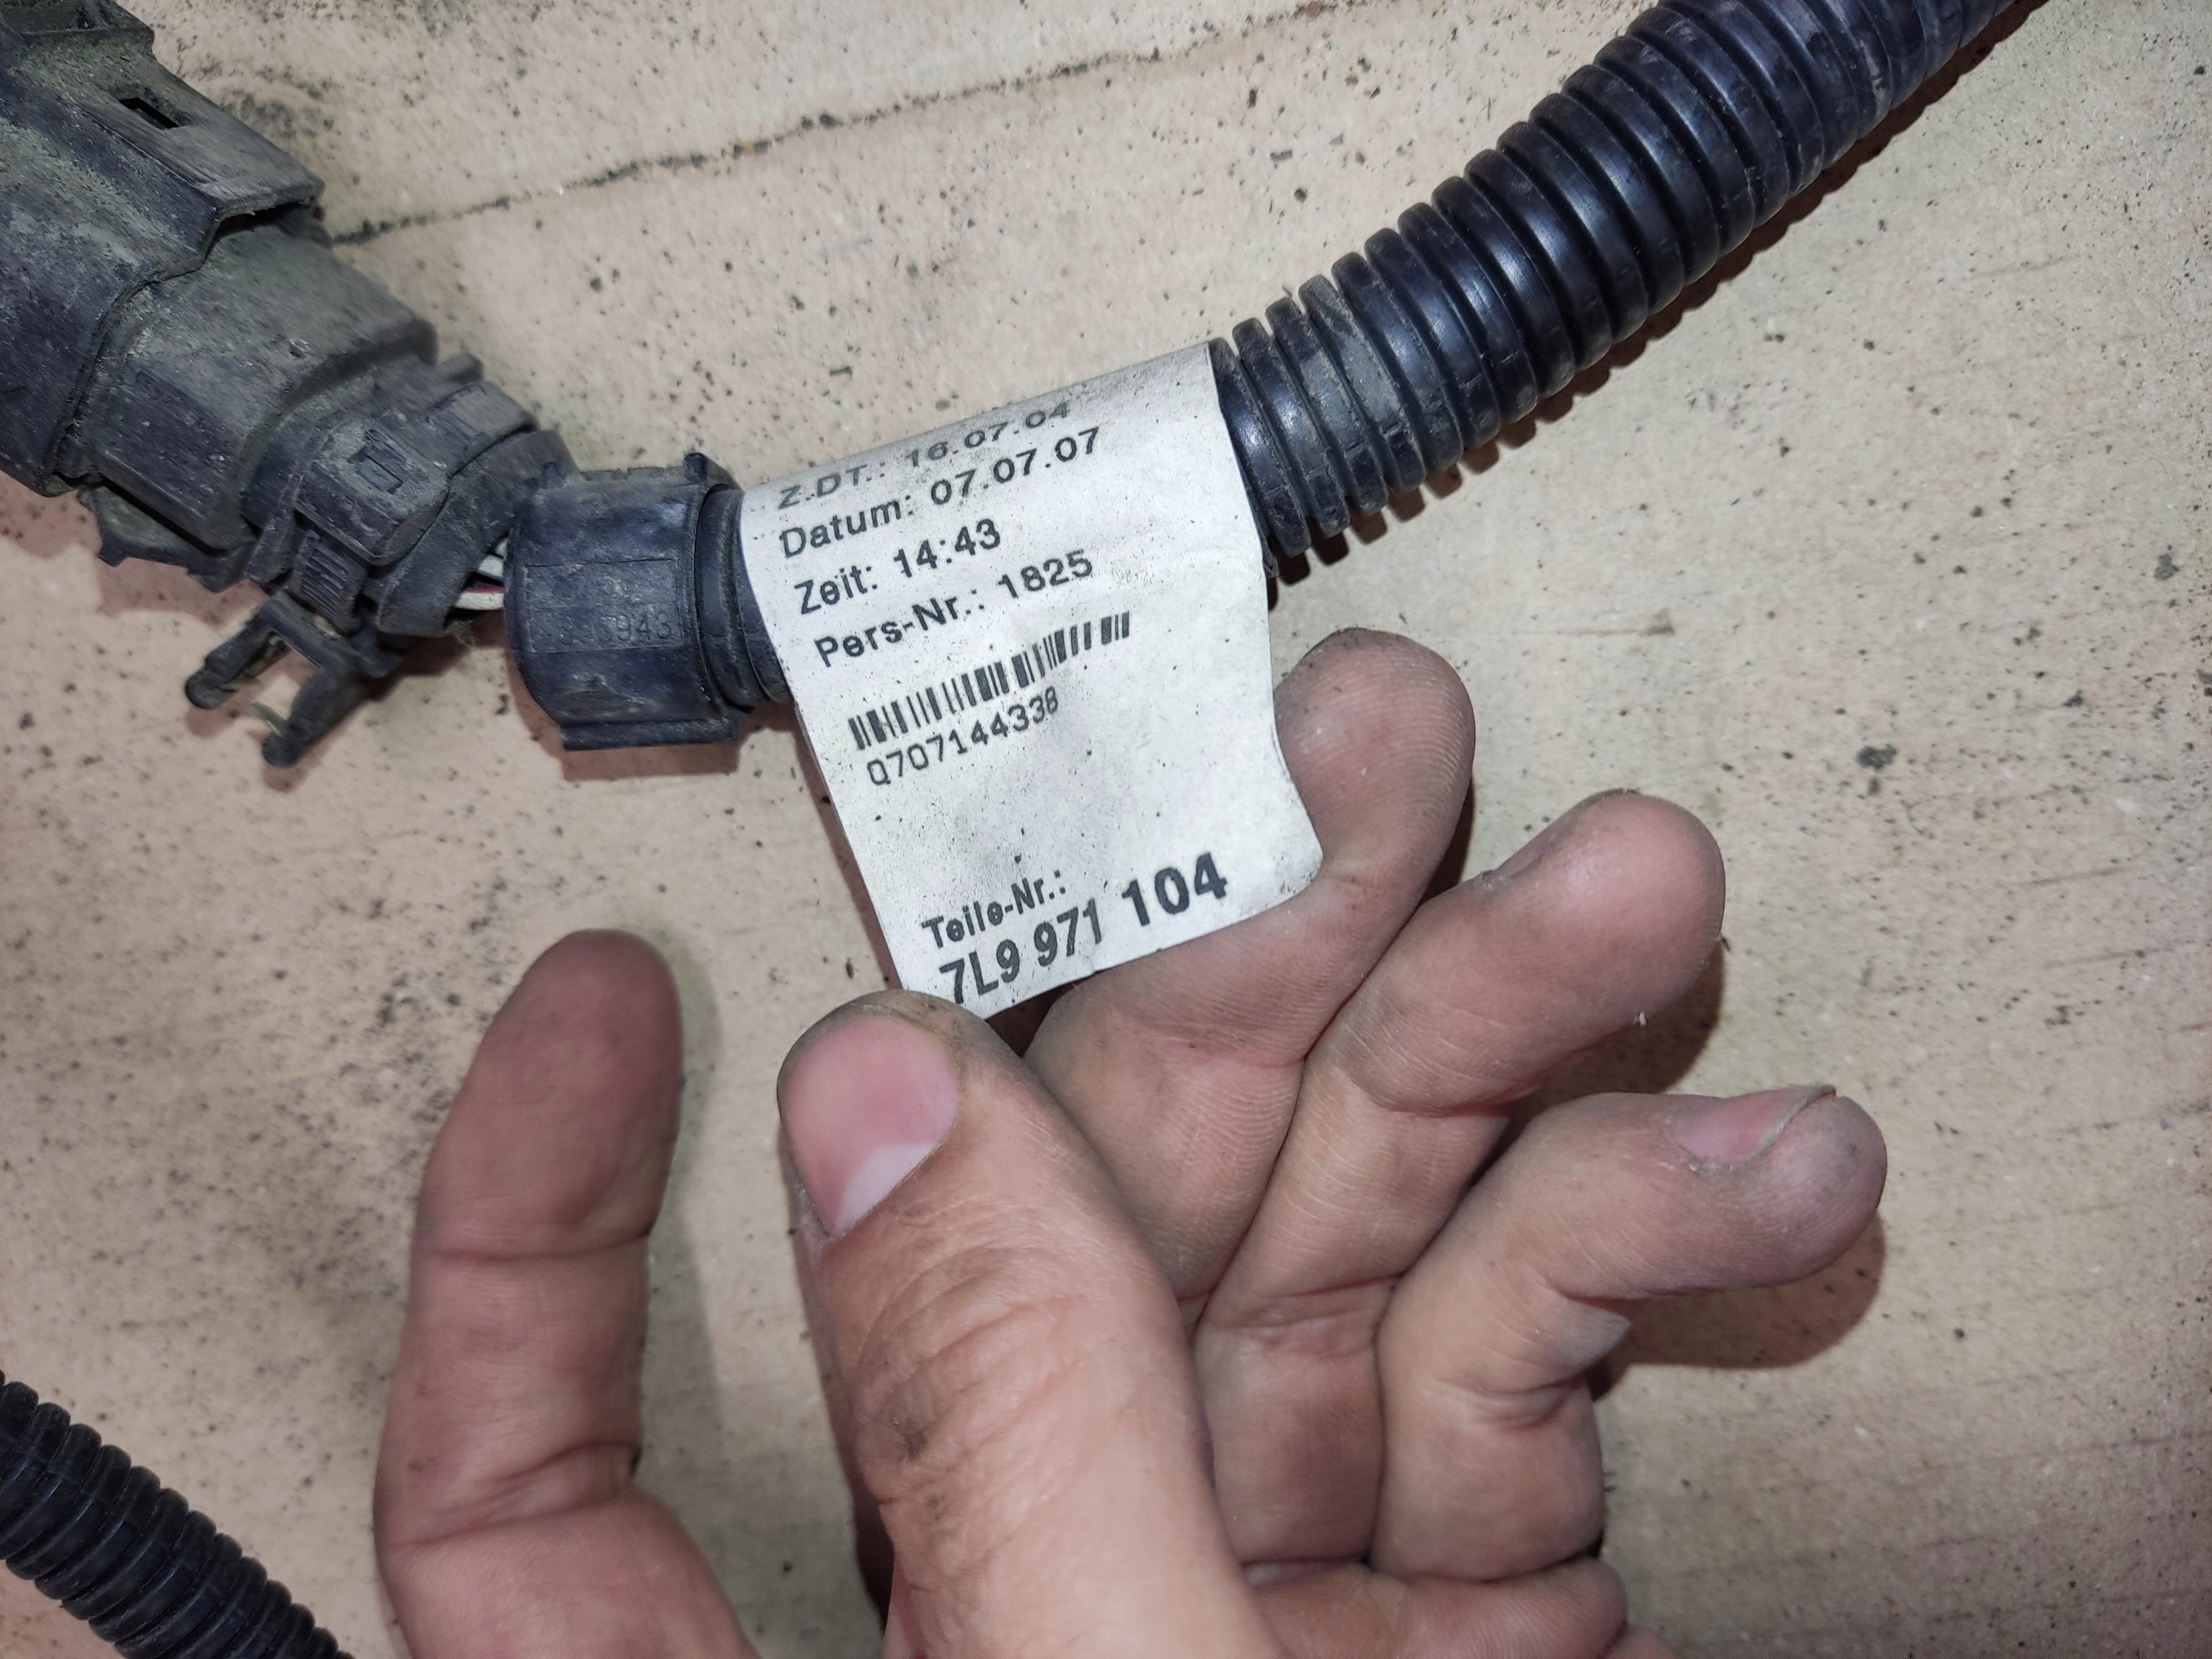 Z.DT.: 16.07.04
Datum: 07.07.07
Zeit: 14:43
Pers-Nr.: 1825
0707144338
Teile-Nr.:
7L9 971 104